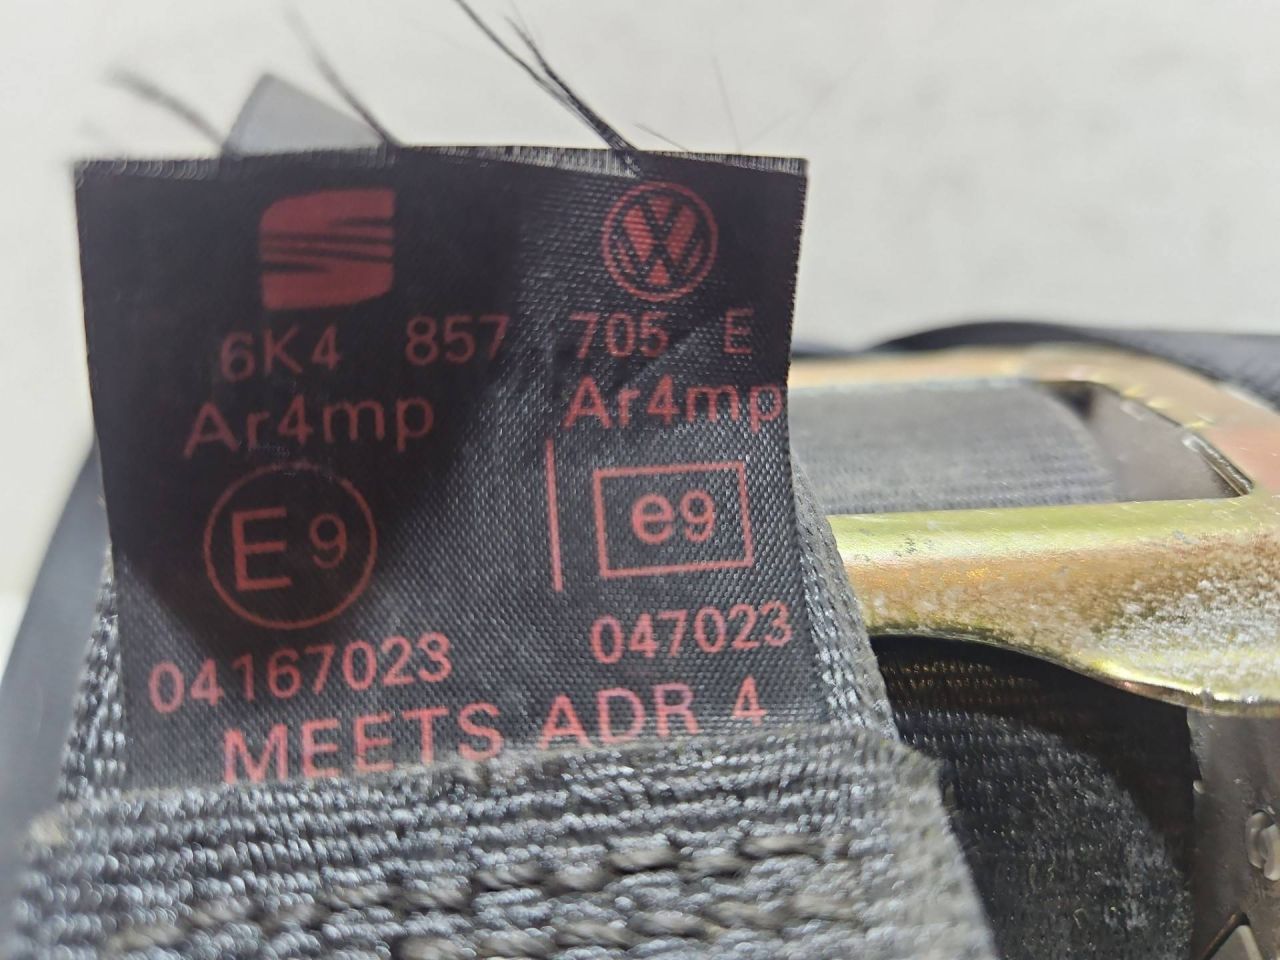 6K4 857 705 E
Ar4mp Ar4mp
E9 e9
04167023 047023
MEETS ADR 4